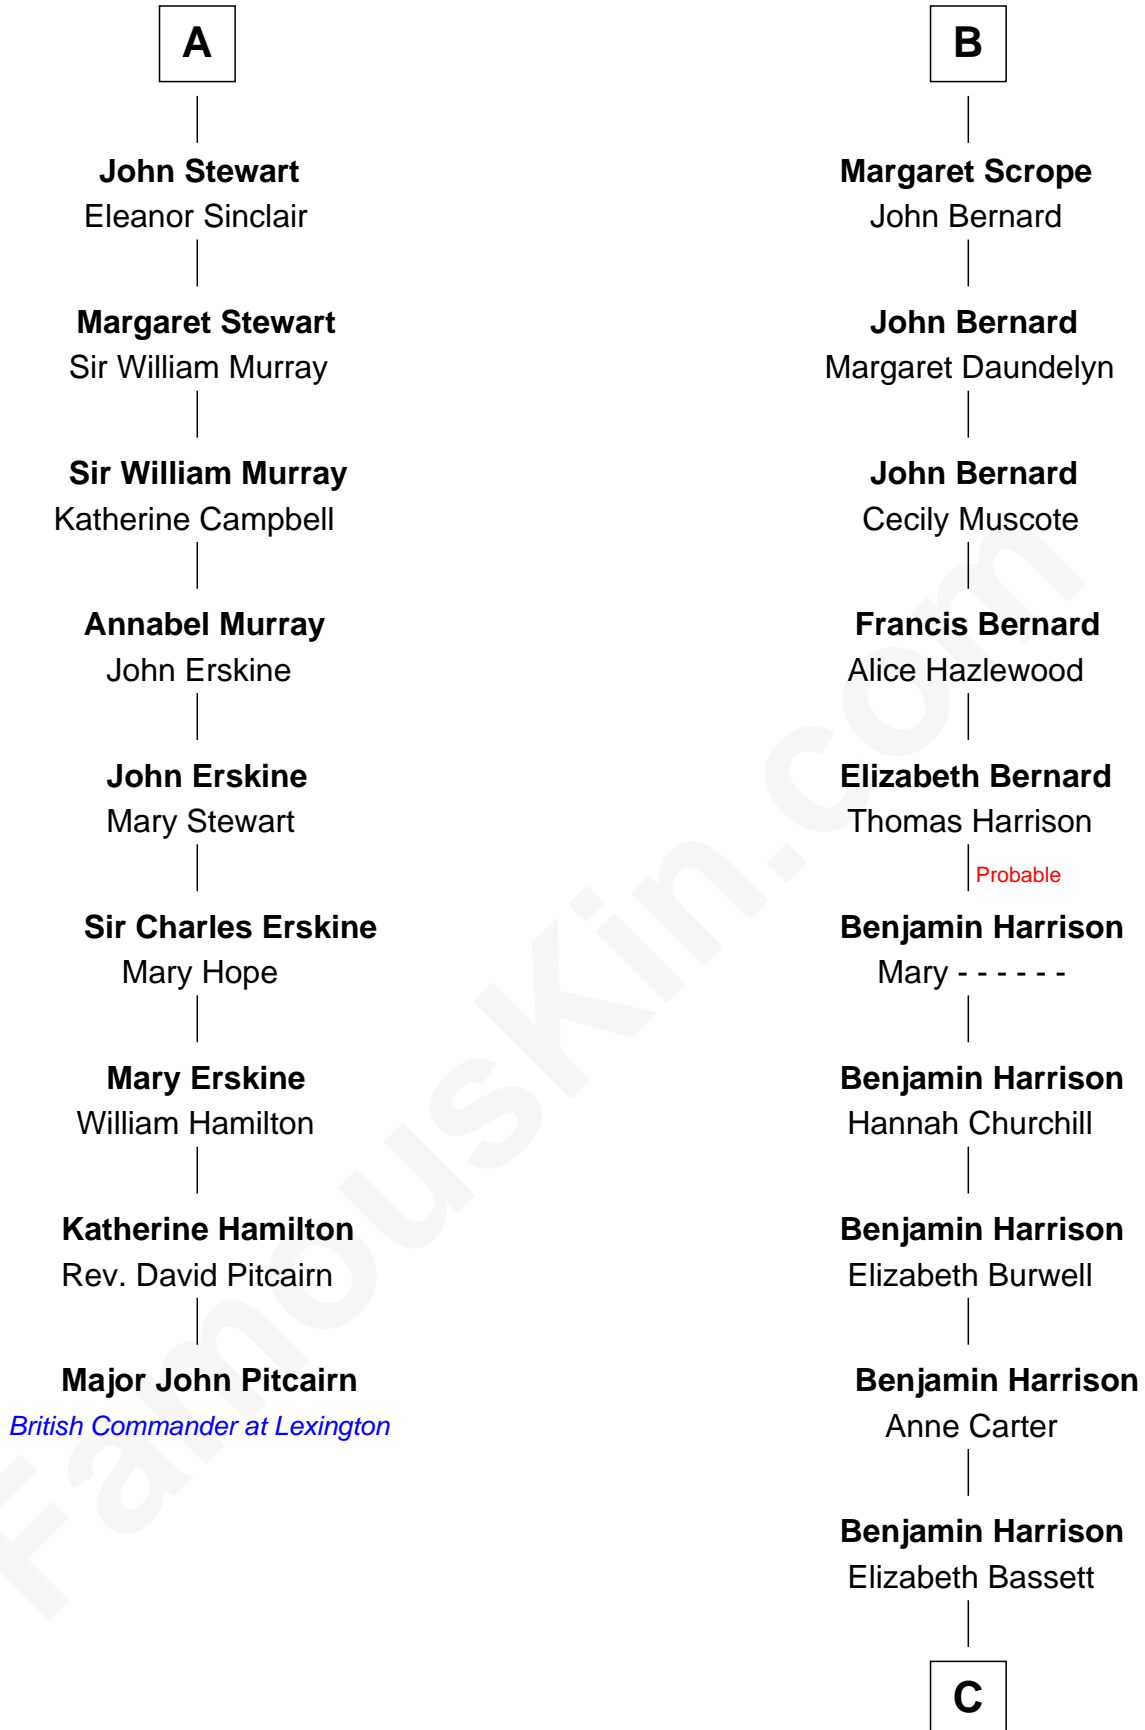 A
John Stewart
Eleanor Sinclair
Margaret Stewart
Sir William Murray
Sir William Murray
Katherine Campbell
Annabel Murray
John Erskine
John Erskine
Mary Stewart
Sir Charles Erskine
Mary Hope
Mary Erskine
William Hamilton
Katherine Hamilton
Rev. David Pitcairn
Major John Pitcairn
British Commander at Lexington
B
Margaret Scrope
John Bernard
John Bernard
Margaret Daundelyn
John Bernard
Cecily Muscote
Francis Bernard
Alice Hazlewood
Elizabeth Bernard
Thomas Harrison
Probable
Benjamin Harrison
Mary - - - - - -
Benjamin Harrison
Hannah Churchill
Benjamin Harrison
Elizabeth Burwell
Benjamin Harrison
Anne Carter
Benjamin Harrison
Elizabeth Bassett
C
FamousKin.com